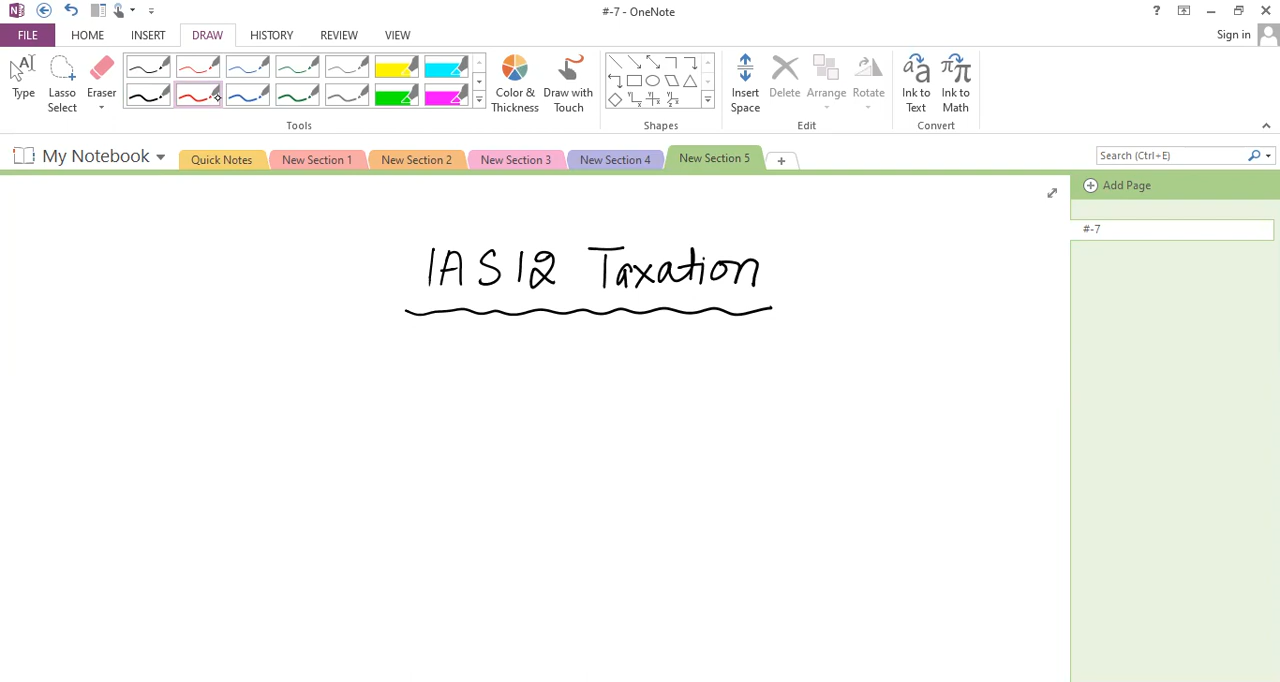 #-7 - OneNote
?
Sign in
FILE HOME INSERT DRAW HISTORY REVIEW VIEW
Type
Lasso Select
Eraser
Color & Thickness
Draw with Touch
Insert Space
Delete
Arrange
Rotate
Ink to Text
Ink to Math
Tools
Shapes
Edit
Convert
My Notebook
Quick Notes
New Section 1
New Section 2
New Section 3
New Section 4
New Section 5
Search (Ctrl+E)
Add Page
#-7
IAS 12 Taxation